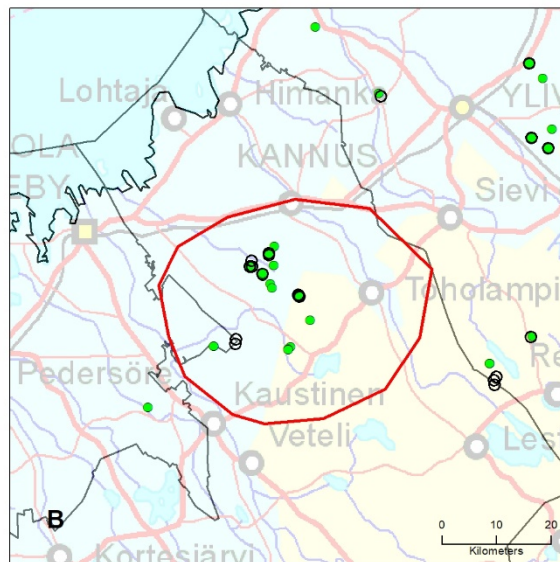 Lohtaja
Himanka
YLIV
OLA
EBY
KANNUS
Sievi
Toholampi
Pedersöre
Kaustinen
Re
Veteli
Lest
B
Kortesjärvi
0 10 20
Kilometers